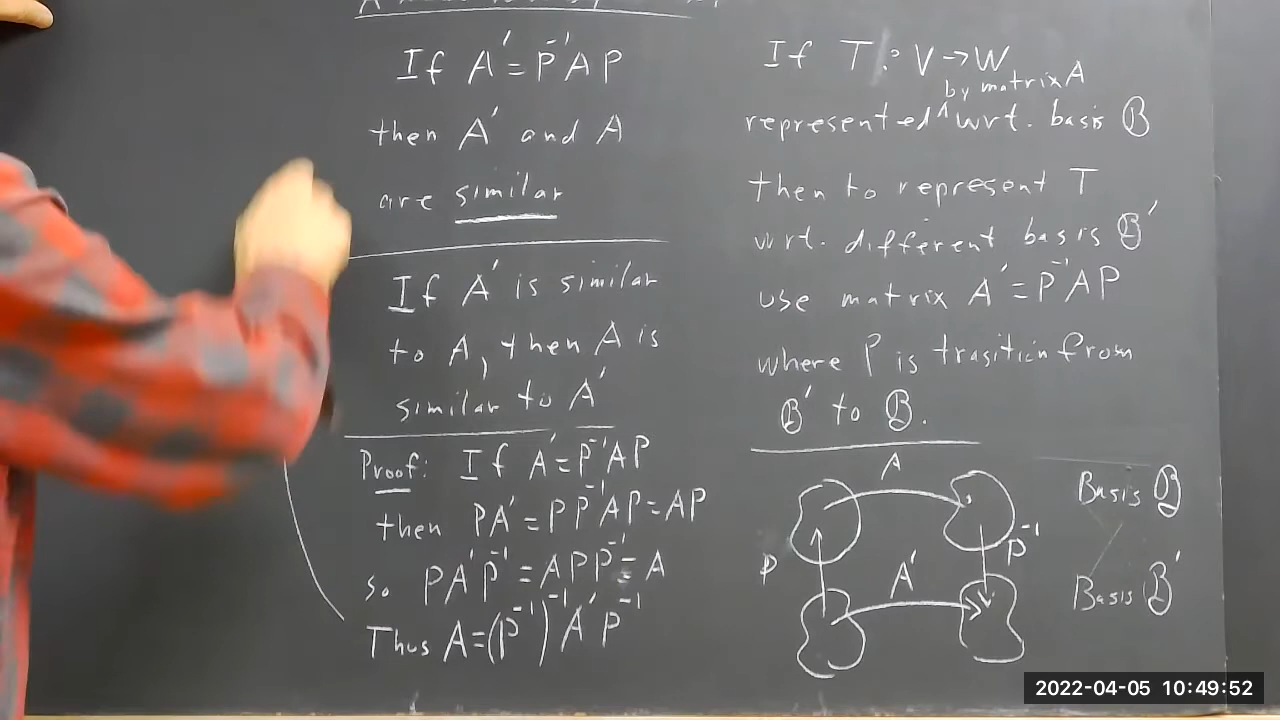 If A' = P⁻¹AP
then A' and A
are similar
If A' is similar
to A, then A is
similar to A'
Proof: If A' = P⁻¹AP
then PA' = PP⁻¹AP = AP
so PA'P⁻¹ = APP⁻¹ = A
Thus A = (P⁻¹)⁻¹A'P⁻¹
If T: V → W
by matrix A
represented ^ wrt. basis B
then to represent T
wrt. different basis B'
use matrix A' = P⁻¹AP
where P is trasition from
B' to B.
A
Basis B
P
P⁻¹
A'
Basis B'
2022-04-05 10:49:52